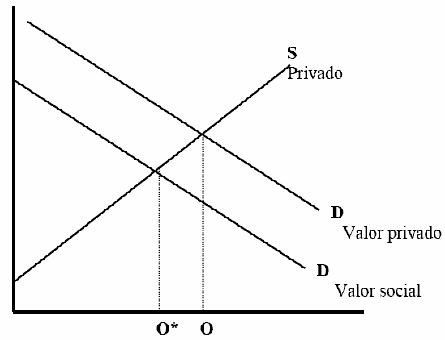 S
Privado
D
Valor privado
D
Valor social
O* O